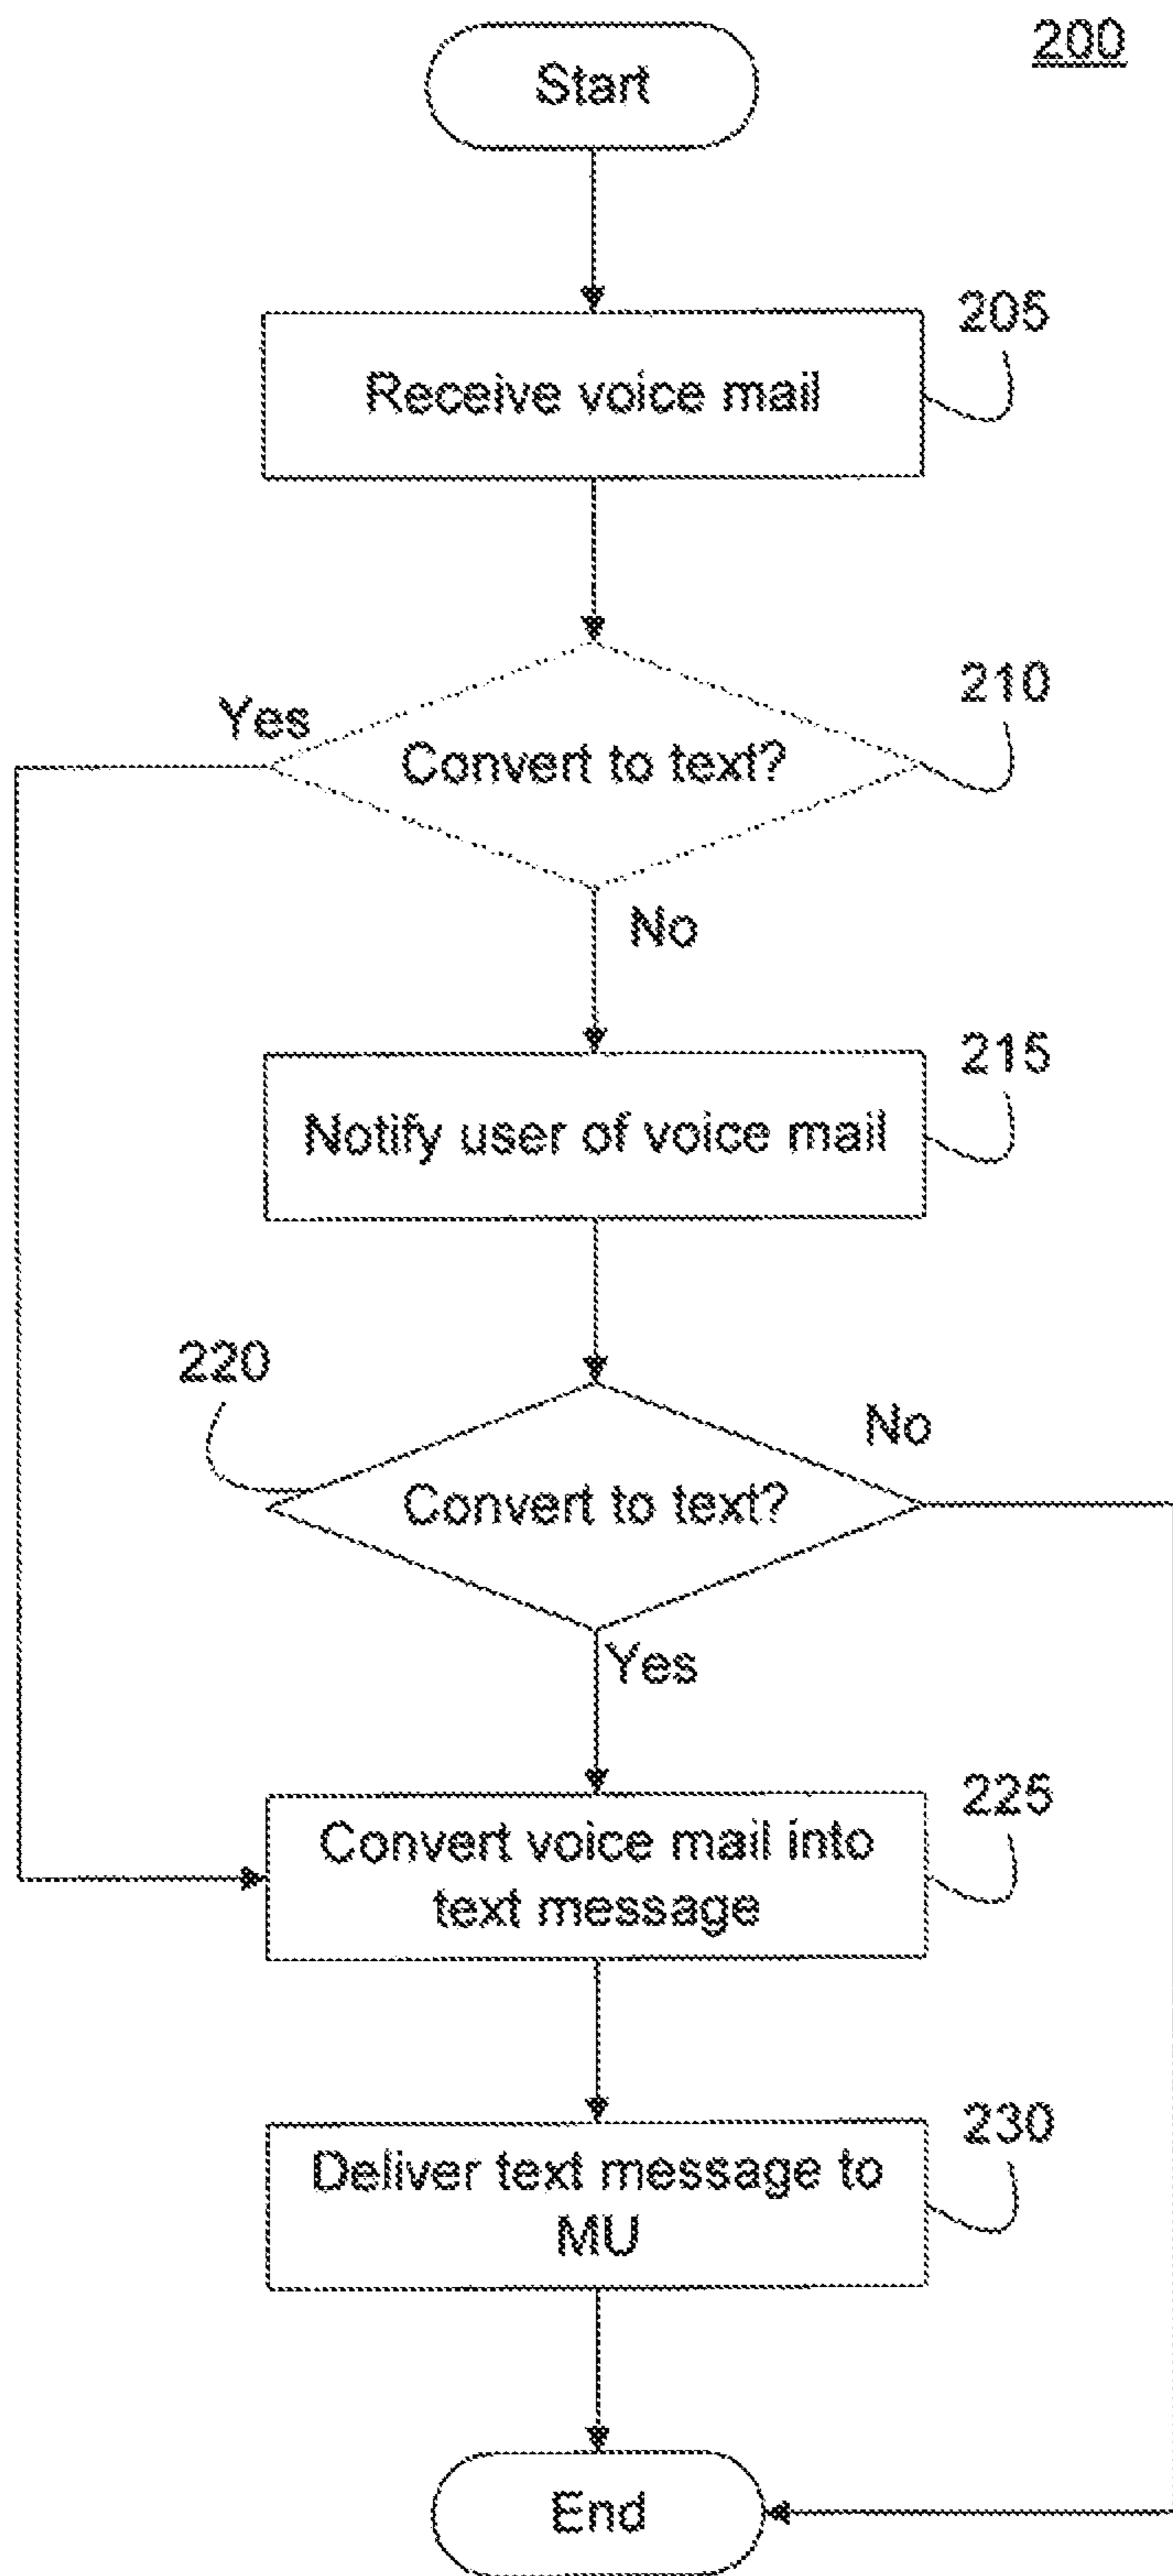 200
Start
205
Receive voice mail
210
Yes
Convert to text?
No
215
Notify user of voice mail
220
No
Convert to text?
Yes
225
Convert voice mail into
text message
230
Deliver text message to
MU
End